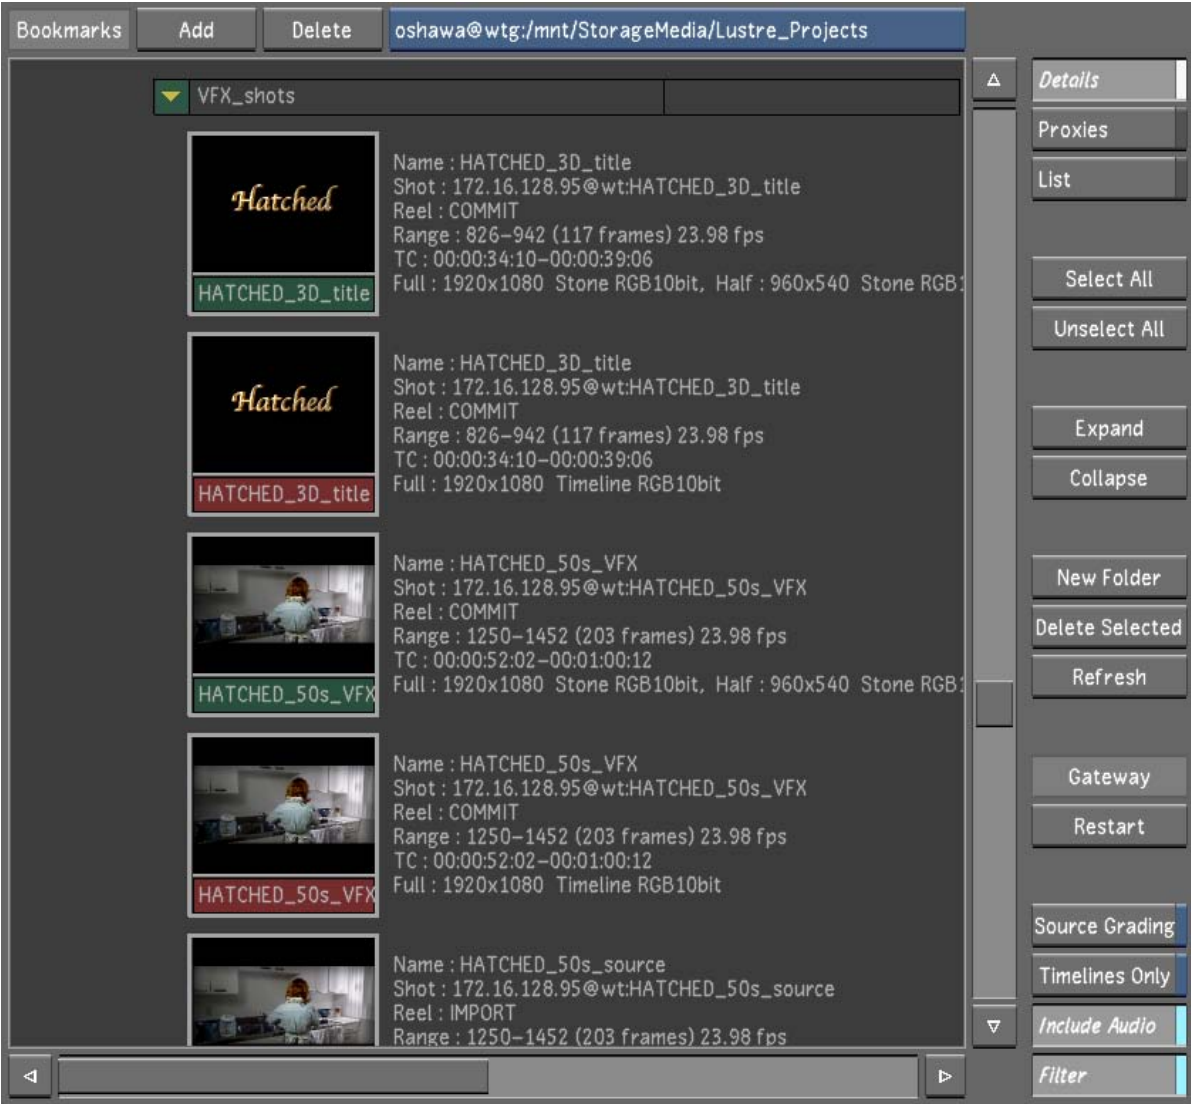 Bookmarks Add Delete oshawa@wtg:/mnt/StorageMedia/Lustre_Projects
VFX_shots
Hatched
HATCHED_3D_title
Name : HATCHED_3D_title
Shot : 172.16.128.95@wt:HATCHED_3D_title
Reel : COMMIT
Range : 826-942 (117 frames) 23.98 fps
TC : 00:00:34:10-00:00:39:06
Full : 1920x1080 Stone RGB10bit, Half : 960x540 Stone RGB1
Hatched
HATCHED_3D_title
Name : HATCHED_3D_title
Shot : 172.16.128.95@wt:HATCHED_3D_title
Reel : COMMIT
Range : 826-942 (117 frames) 23.98 fps
TC : 00:00:34:10-00:00:39:06
Full : 1920x1080 Timeline RGB10bit
HATCHED_50s_VFX
Name : HATCHED_50s_VFX
Shot : 172.16.128.95@wt:HATCHED_50s_VFX
Reel : COMMIT
Range : 1250-1452 (203 frames) 23.98 fps
TC : 00:00:52:02-00:01:00:12
Full : 1920x1080 Stone RGB10bit, Half : 960x540 Stone RGB1
HATCHED_50s_VFX
Name : HATCHED_50s_VFX
Shot : 172.16.128.95@wt:HATCHED_50s_VFX
Reel : COMMIT
Range : 1250-1452 (203 frames) 23.98 fps
TC : 00:00:52:02-00:01:00:12
Full : 1920x1080 Timeline RGB10bit
Name : HATCHED_50s_source
Shot : 172.16.128.95@wt:HATCHED_50s_source
Reel : IMPORT
Range : 1250-1452 (203 frames) 23.98 fps
Details
Proxies
List
Select All
Unselect All
Expand
Collapse
New Folder
Delete Selected
Refresh
Gateway
Restart
Source Grading
Timelines Only
Include Audio
Filter